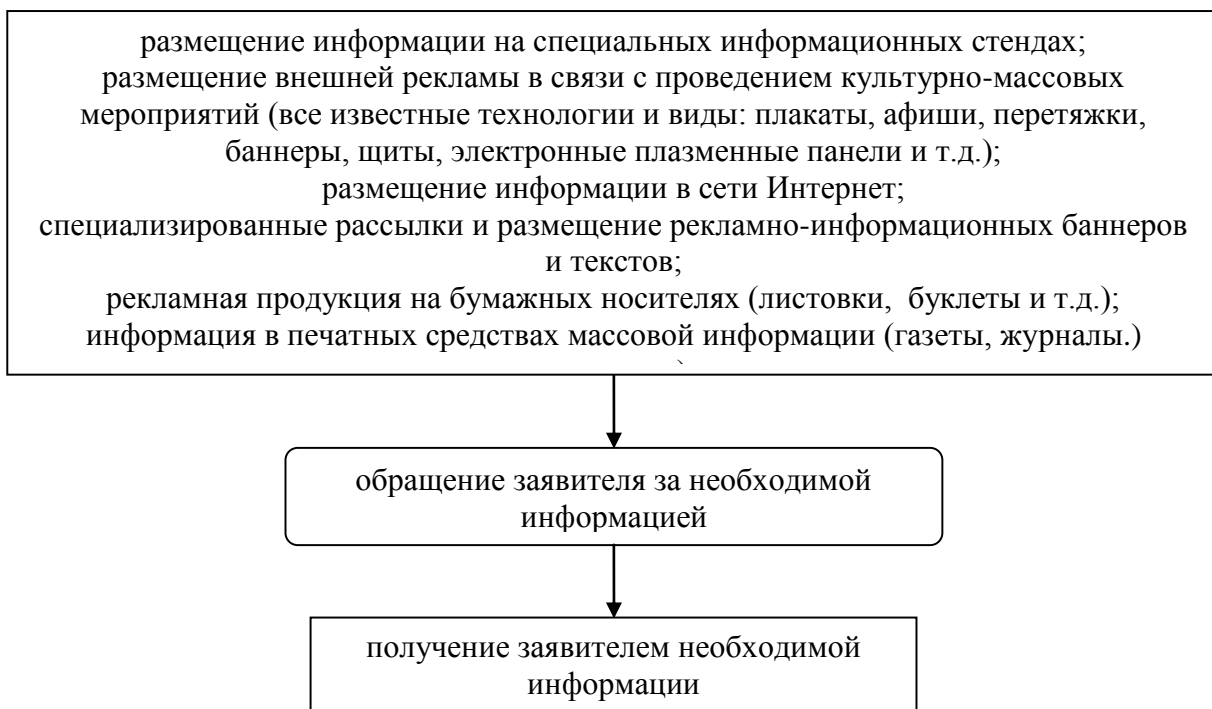 размещение информации на специальных информационных стендах;
размещение внешней рекламы в связи с проведением культурно-массовых
мероприятий (все известные технологии и виды: плакаты, афиши, перетяжки,
баннеры, щиты, электронные плазменные панели и т.д.);
размещение информации в сети Интернет;
специализированные рассылки и размещение рекламно-информационных баннеров
и текстов;
рекламная продукция на бумажных носителях (листовки, буклеты и т.д.);
информация в печатных средствах массовой информации (газеты, журналы.)
обращение заявителя за необходимой
информацией
получение заявителем необходимой
информации